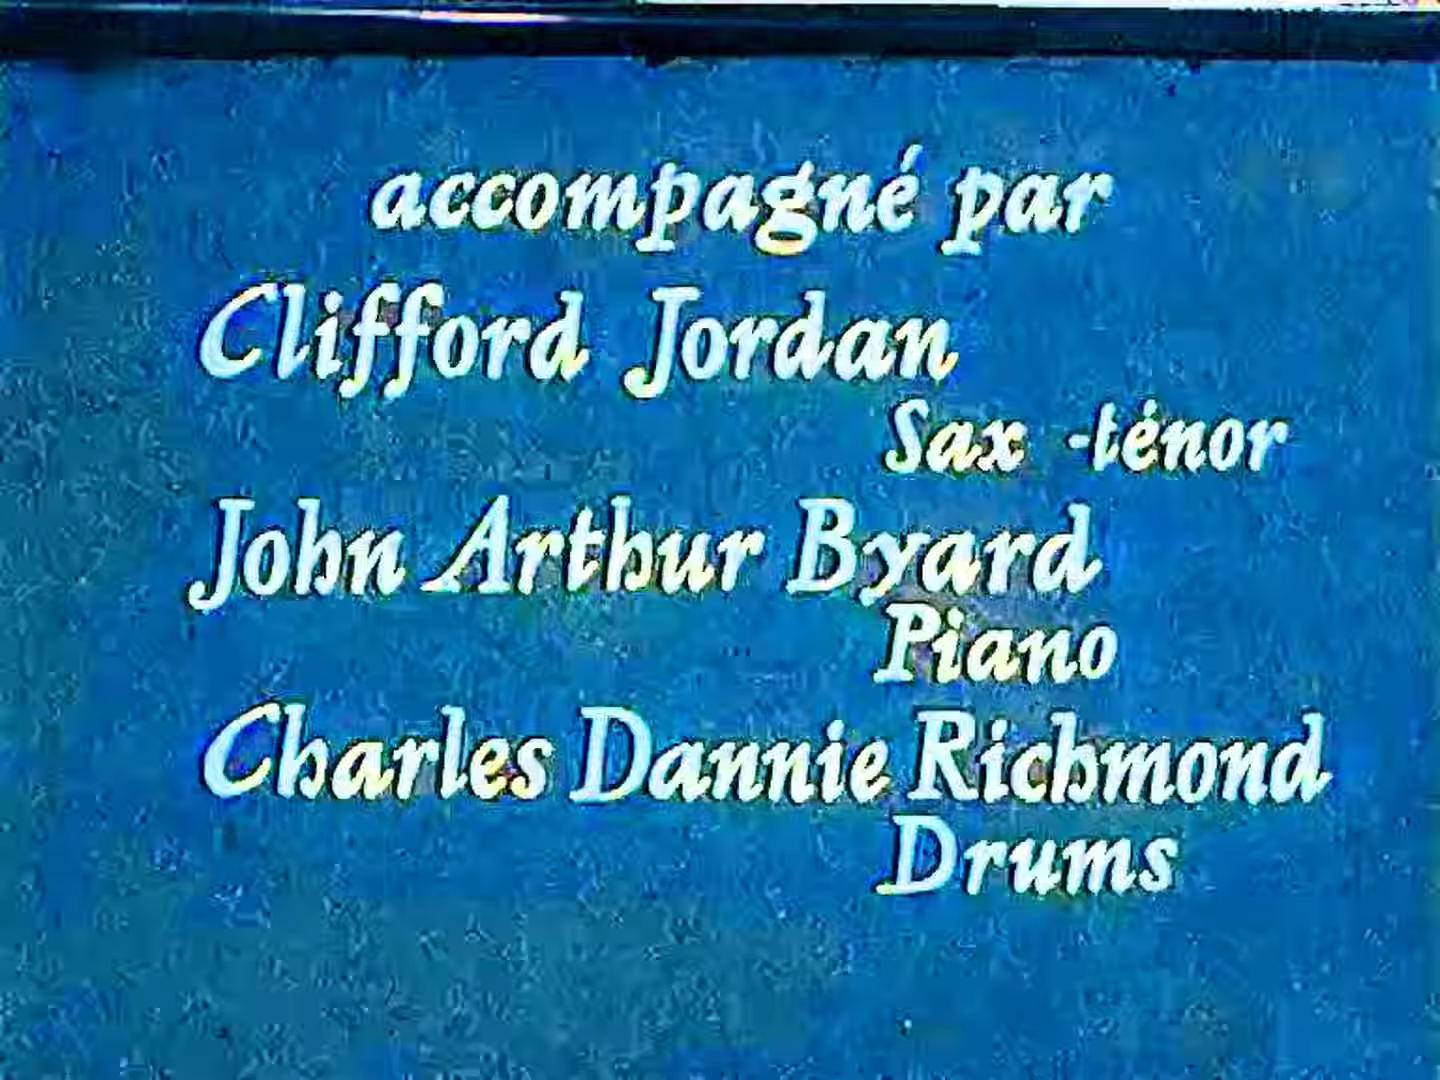 accompagné par
Clifford Jordan
Sax -ténor
John Arthur Byard
Piano
Charles Dannie Richmond
Drums